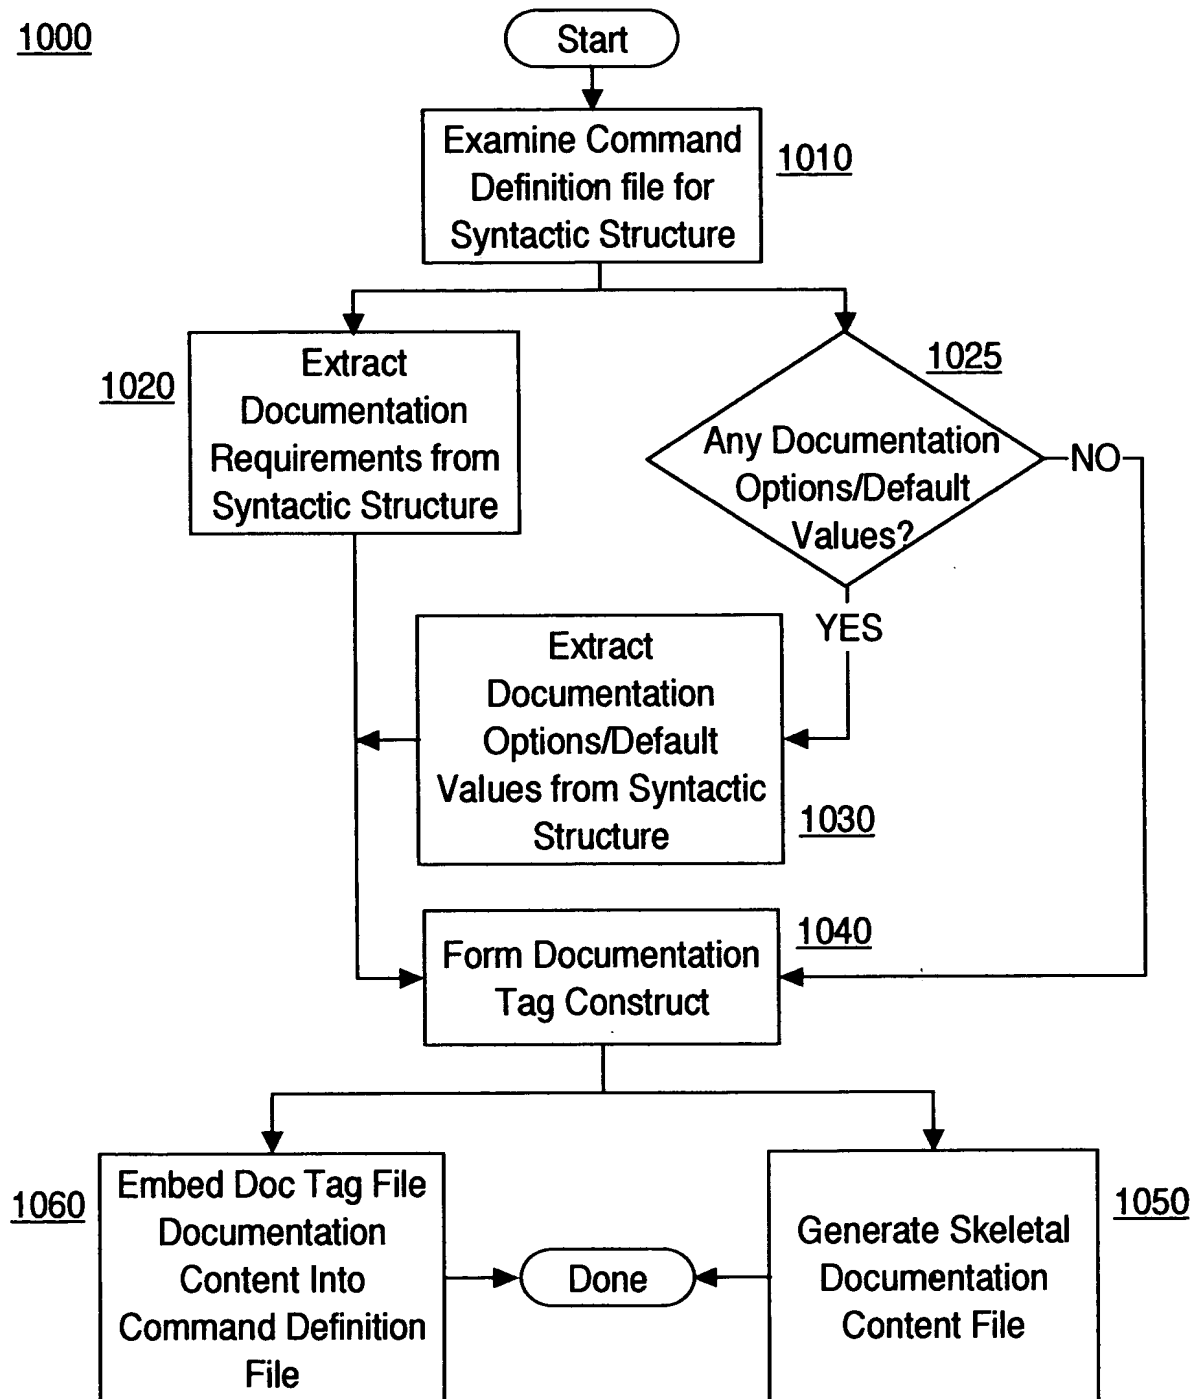 1000
Start
Examine Command
Definition file for
Syntactic Structure
1010
Extract
Documentation
Requirements from
Syntactic Structure
1020
1025
Any Documentation
Options/Default
Values?
NO
YES
Extract
Documentation
Options/Default
Values from Syntactic
Structure
1030
Form Documentation
Tag Construct
1040
1060
Embed Doc Tag File
Documentation
Content Into
Command Definition
File
Done
Generate Skeletal
Documentation
Content File
1050